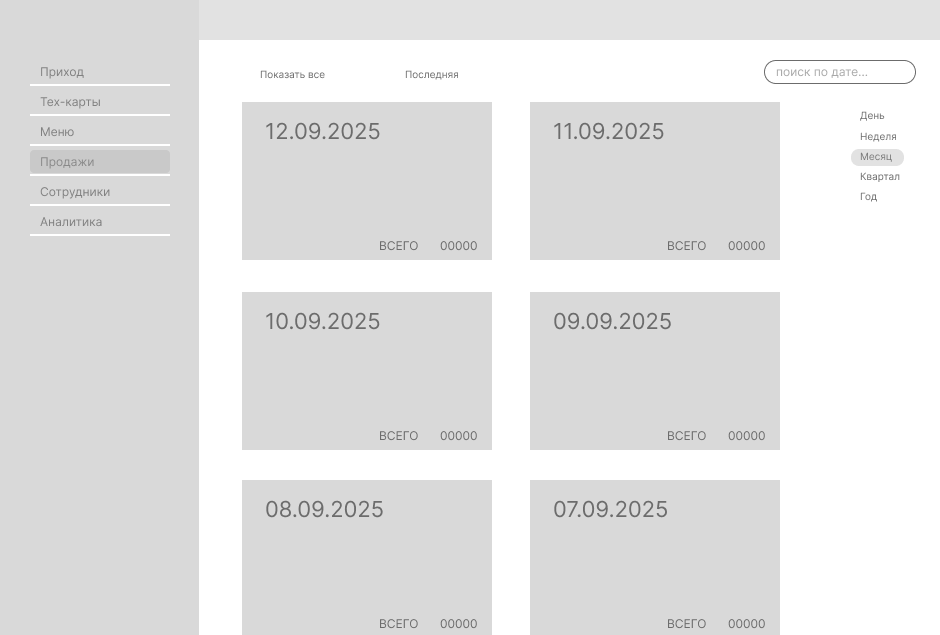 Приход
Тех-карты
Меню
Продажи
Сотрудники
Аналитика
Показать все
Последняя
поиск по дате...
12.09.2025
ВСЕГО 00000
11.09.2025
ВСЕГО 00000
10.09.2025
ВСЕГО 00000
09.09.2025
ВСЕГО 00000
08.09.2025
ВСЕГО 00000
07.09.2025
ВСЕГО 00000
День
Неделя
Месяц
Квартал
Год